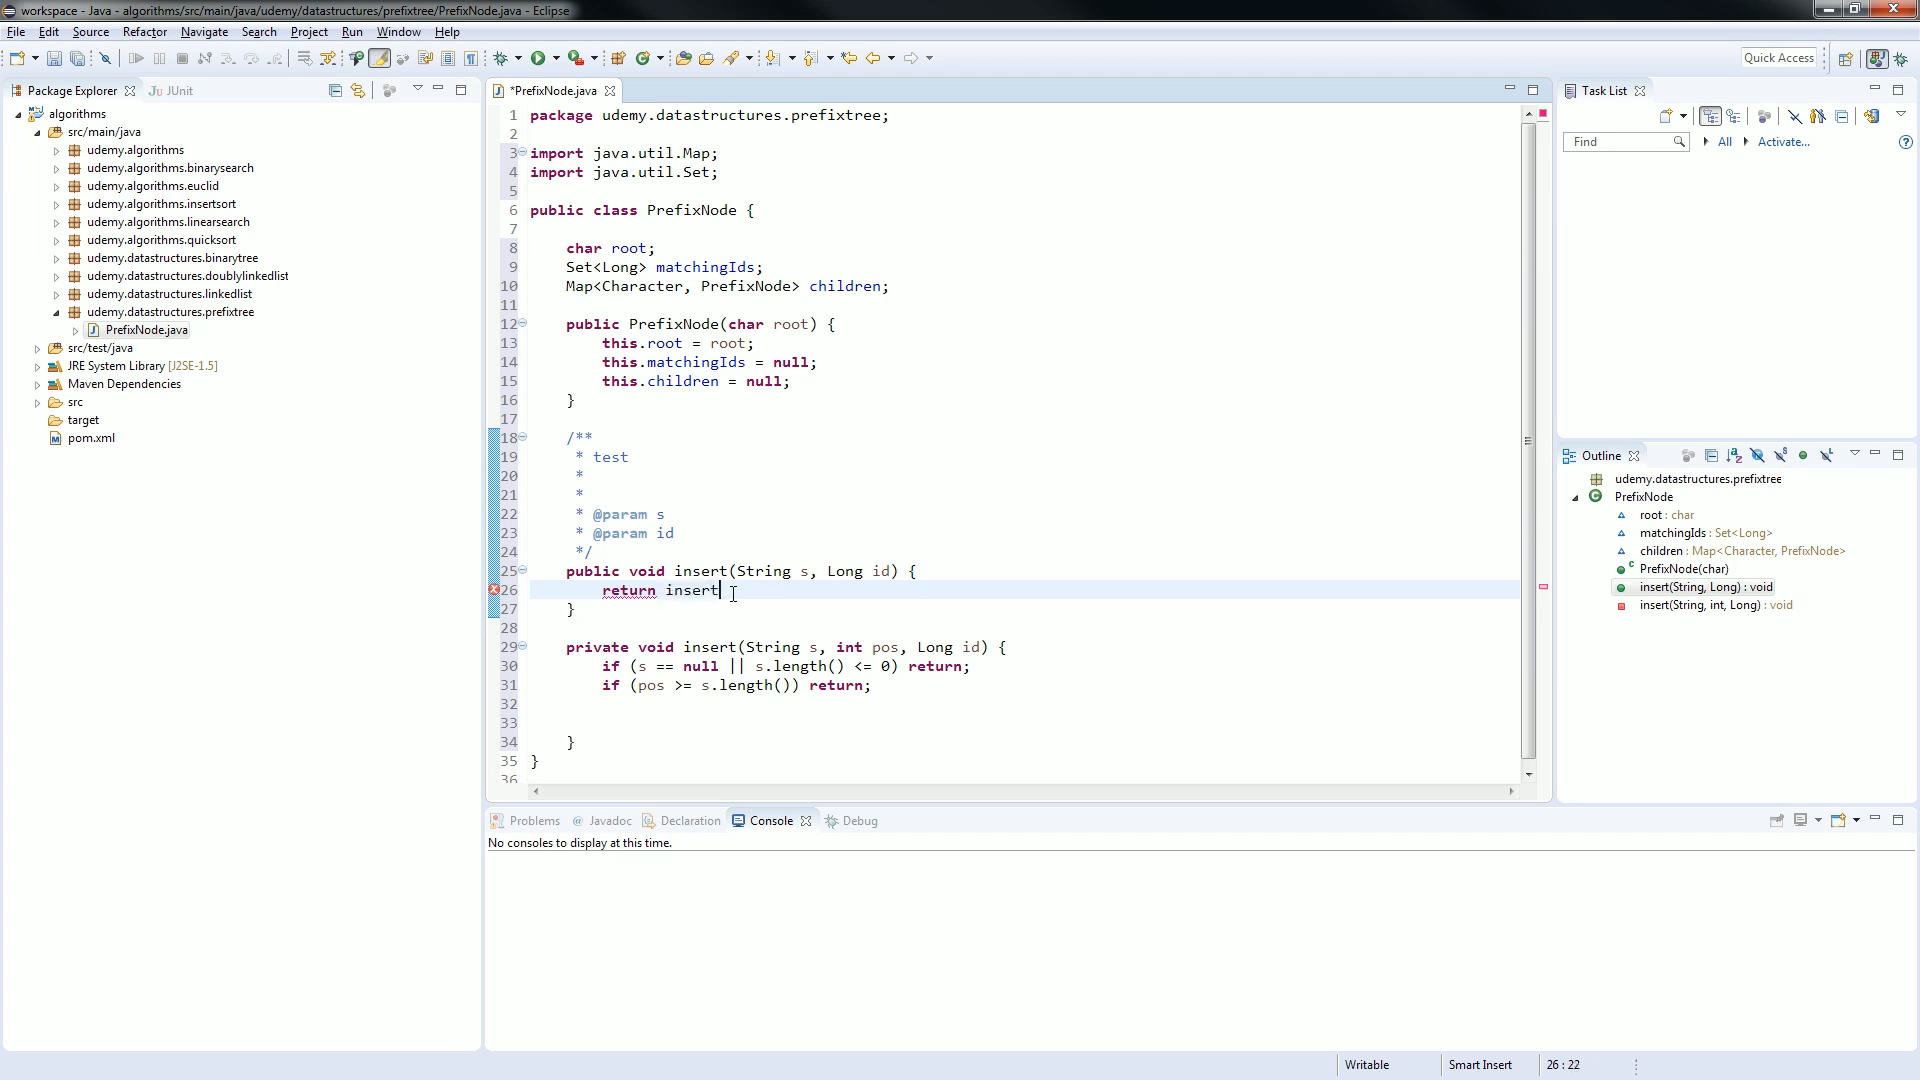 workspace - Java - algorithms/src/main/java/udemy/datastructures/prefixtree/PrefixNode.java - Eclipse
File Edit Source Refactor Navigate Search Project Run Window Help
Quick Access
Package Explorer
JUnit
algorithms
src/main/java
udemy.algorithms
udemy.algorithms.binarysearch
udemy.algorithms.euclid
udemy.algorithms.insertsort
udemy.algorithms.linearsearch
udemy.algorithms.quicksort
udemy.datastructures.binarytree
udemy.datastructures.doublylinkedlist
udemy.datastructures.linkedlist
udemy.datastructures.prefixtree
PrefixNode.java
src/test/java
JRE System Library [J2SE-1.5]
Maven Dependencies
src
target
pom.xml
*PrefixNode.java
1 package udemy.datastructures.prefixtree;
2
3 import java.util.Map;
4 import java.util.Set;
5
6 public class PrefixNode {
7
8 char root;
9 Set<Long> matchingIds;
10 Map<Character, PrefixNode> children;
11
12 public PrefixNode(char root) {
13 this.root = root;
14 this.matchingIds = null;
15 this.children = null;
16 }
17
18 /**
19 * test
20 *
21 *
22 * @param s
23 * @param id
24 */
25 public void insert(String s, Long id) {
26 return insert
27 }
28
29 private void insert(String s, int pos, Long id) {
30 if (s == null || s.length() <= 0) return;
31 if (pos >= s.length()) return;
32
33
34 }
35 }
36
Task List
Find
All
Activate...
Outline
udemy.datastructures.prefixtree
PrefixNode
root : char
matchingIds : Set<Long>
children : Map<Character, PrefixNode>
PrefixNode(char)
insert(String, Long) : void
insert(String, int, Long) : void
Problems @ Javadoc Declaration Console Debug
No consoles to display at this time.
Writable Smart Insert 26 : 22